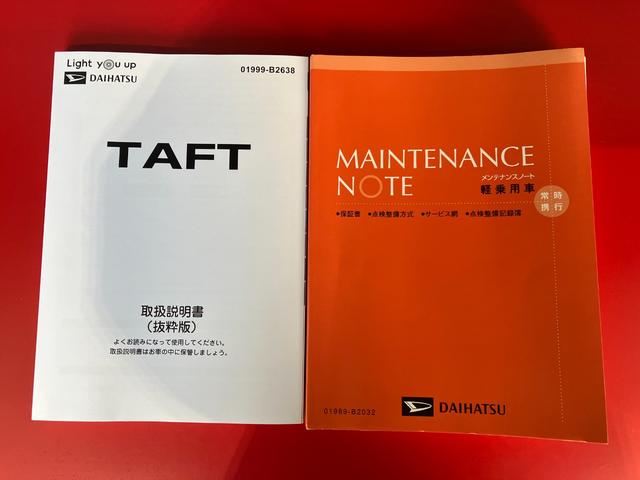 Light you up
DAIHATSU
01999-B2638
TAFT
取扱説明書
(抜粋版)
よくお読みになって使用してください。
取扱説明書はお車の中に保管しましょう。
MAINTENANCE
NOTE
メンテナンスノート
軽乗用車
常時
携行
●保証書 ●点検整備方式 ●サービス網 ●点検整備記録簿
01989-B2032
DAIHATSU